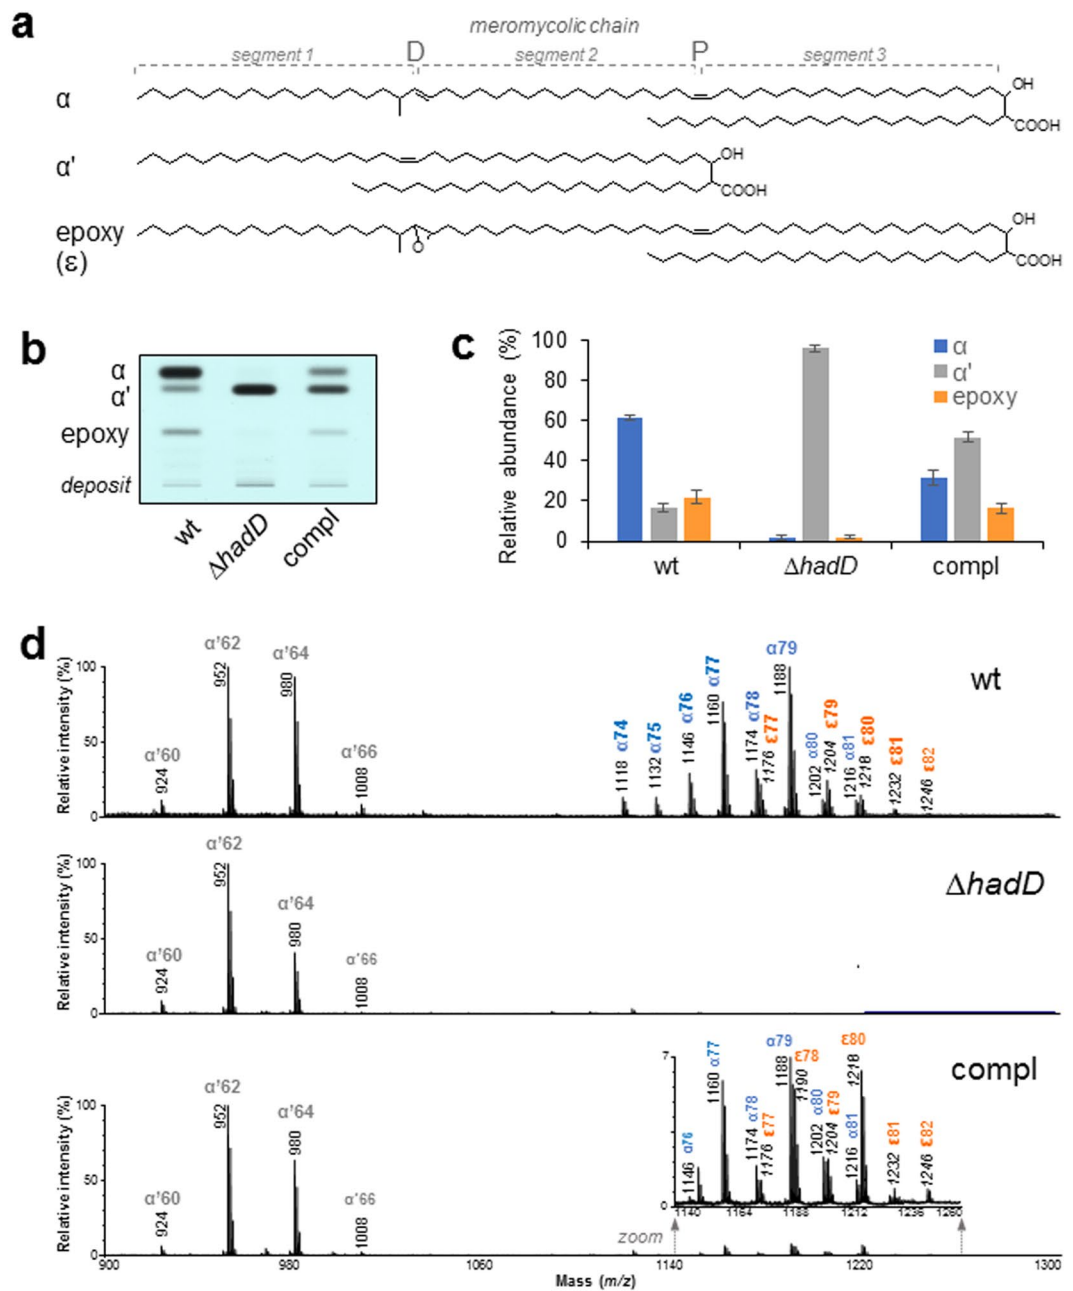 a
meromycolic chain
segment 1 D segment 2 P segment 3
α
OH
COOH
α'
OH
COOH
epoxy
(ε)
O
OH
COOH
b
α
α'
epoxy
deposit
wt
ΔhadD
compl
c
Relative abundance (%)
100
80
60
40
20
0
α
α'
epoxy
wt
ΔhadD
compl
d
wt
Relative intensity (%)
100
50
0
α'60
924
α'62
952
α'64
980
α'66
1008
1118 α74
1132 α75
1146 α76
1160 α77
1174 α78
1176 ε77
α79
1188
1202 α80
1204 ε79
1216 α81
1218 ε80
1232 ε81
1246 ε82
ΔhadD
Relative intensity (%)
100
50
0
α'60
924
α'62
952
α'64
980
α'66
1008
compl
Relative intensity (%)
100
50
0
α'60
924
α'62
952
α'64
980
α'66
1008
7
0
1146 α76
1160 α77
1174 α78
1176 ε77
α79
1188
1190 ε78
1202 α80
1204 ε79
1216 α81
ε80
1218
1232 ε81
1246 ε82
1140 1164 1188 1212 1236 1260
zoom
900 980 1060 1140 1220 1300
Mass (m/z)